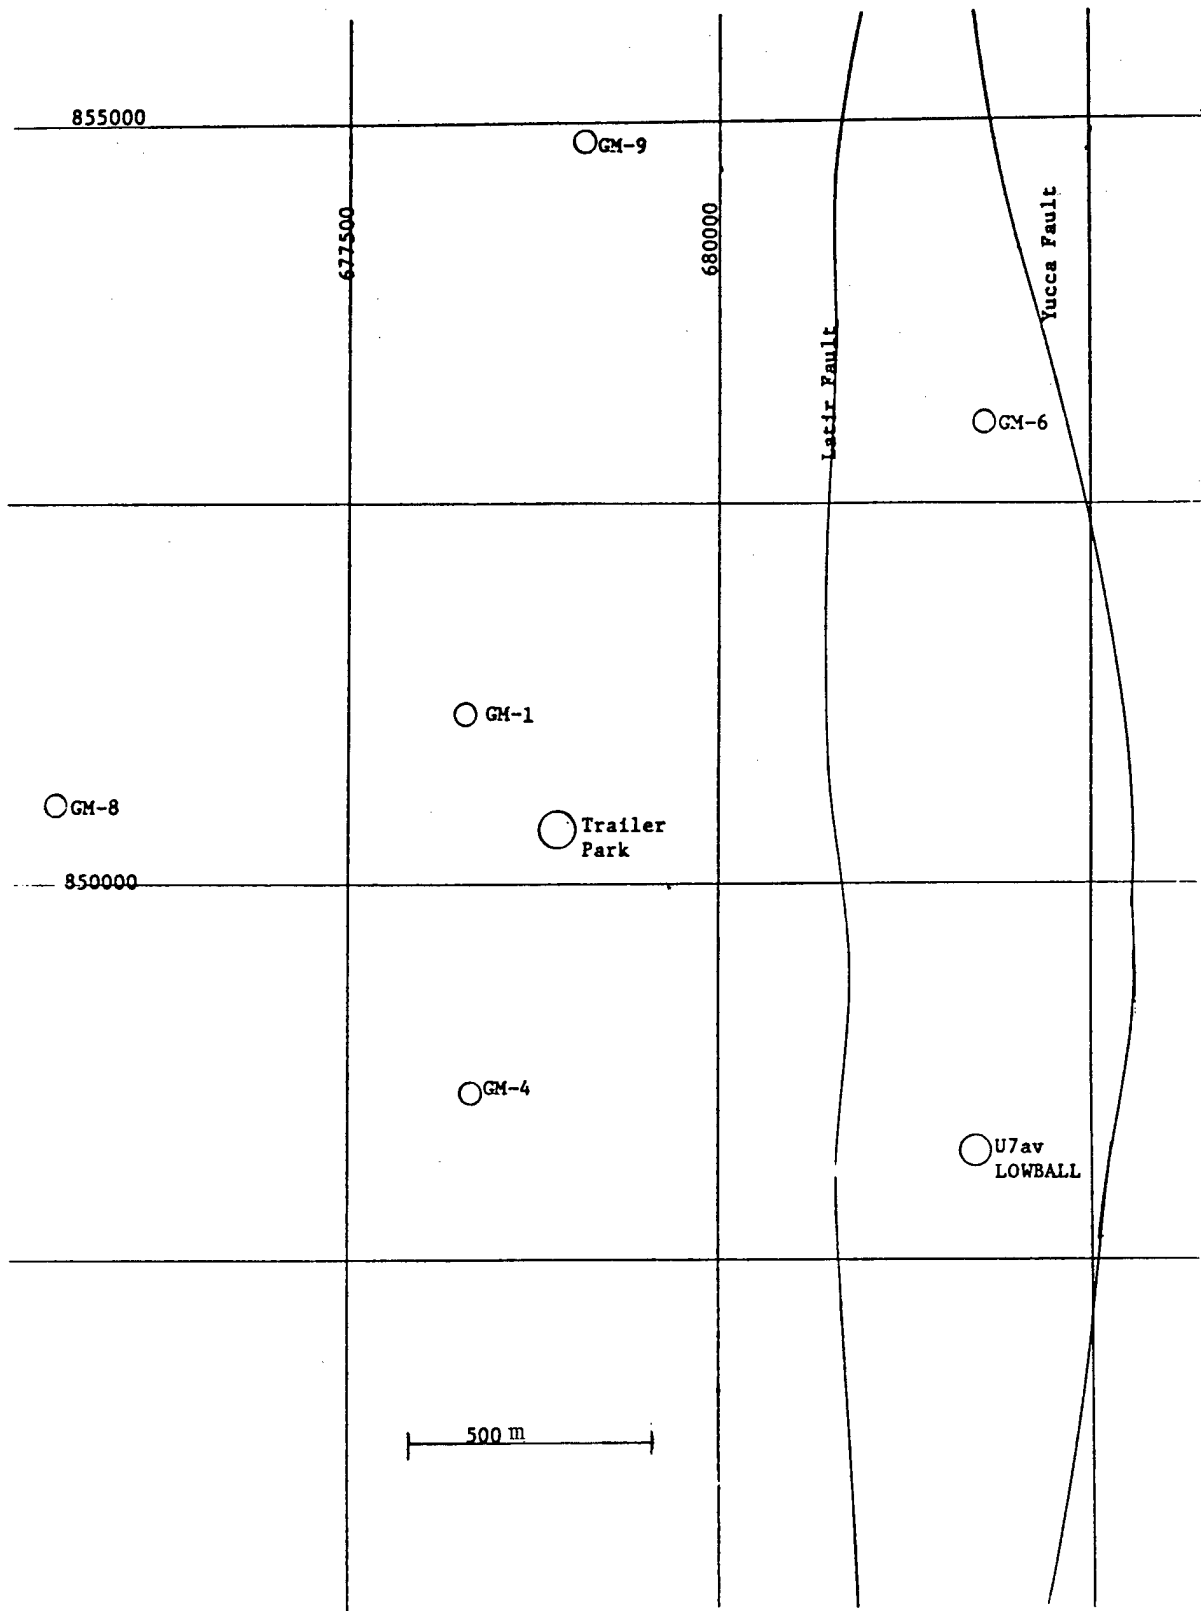 855000
GM-9
677500
680000
Yucca Fault
Latir Fault
GM-6
GM-1
GM-8
Trailer
Park
850000
GM-4
U7av
LOWBALL
500 m